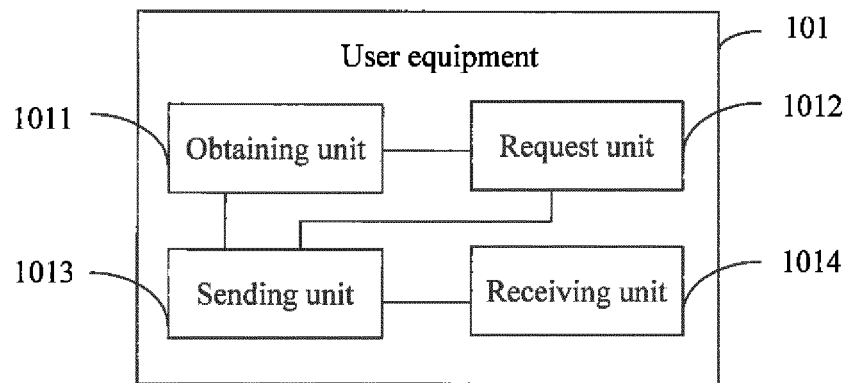 101
User equipment
1011
1012
Obtaining unit
Request unit
1013
1014
Sending unit
Receiving unit